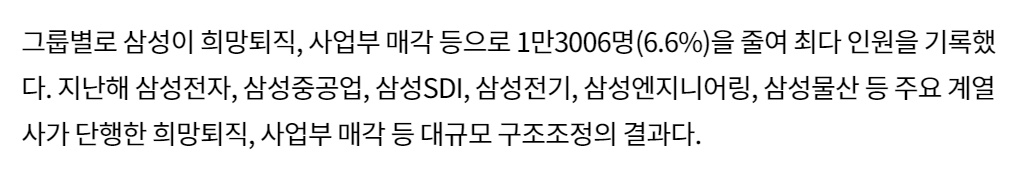 그룹별로 삼성이 희망퇴직, 사업부 매각 등으로 1만3006명(6.6%)을 줄여 최다 인원을 기록했
다. 지난해 삼성전자, 삼성중공업, 삼성SDI, 삼성전기, 삼성엔지니어링, 삼성물산 등 주요 계열
사가 단행한 희망퇴직, 사업부 매각 등 대규모 구조조정의 결과다.